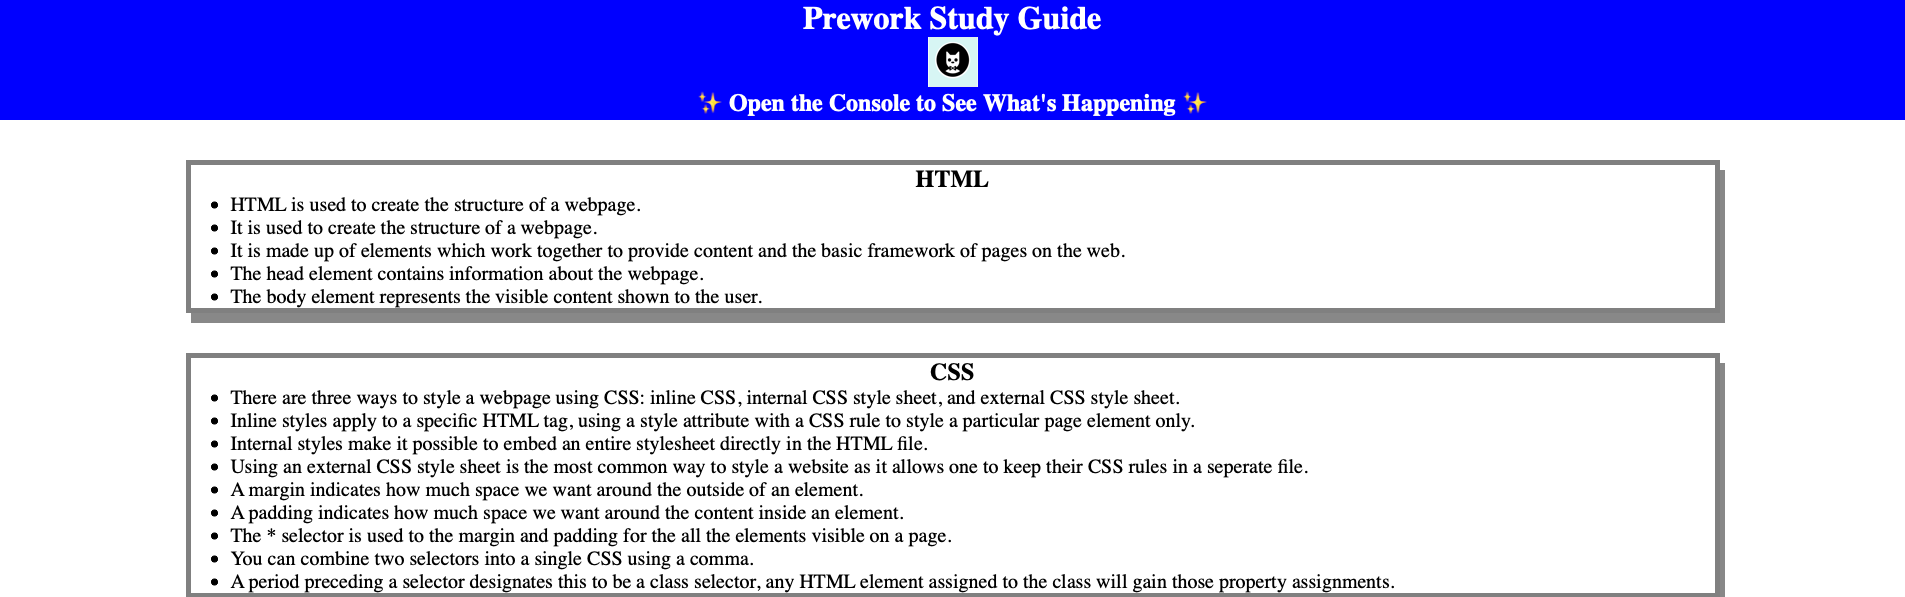 Prework Study Guide
✨ Open the Console to See What's Happening ✨
HTML
• HTML is used to create the structure of a webpage.
• It is used to create the structure of a webpage.
• It is made up of elements which work together to provide content and the basic framework of pages on the web.
• The head element contains information about the webpage.
• The body element represents the visible content shown to the user.
CSS
• There are three ways to style a webpage using CSS: inline CSS, internal CSS style sheet, and external CSS style sheet.
• Inline styles apply to a specific HTML tag, using a style attribute with a CSS rule to style a particular page element only.
• Internal styles make it possible to embed an entire stylesheet directly in the HTML file.
• Using an external CSS style sheet is the most common way to style a website as it allows one to keep their CSS rules in a seperate file.
• A margin indicates how much space we want around the outside of an element.
• A padding indicates how much space we want around the content inside an element.
• The * selector is used to the margin and padding for the all the elements visible on a page.
• You can combine two selectors into a single CSS using a comma.
• A period preceding a selector designates this to be a class selector, any HTML element assigned to the class will gain those property assignments.